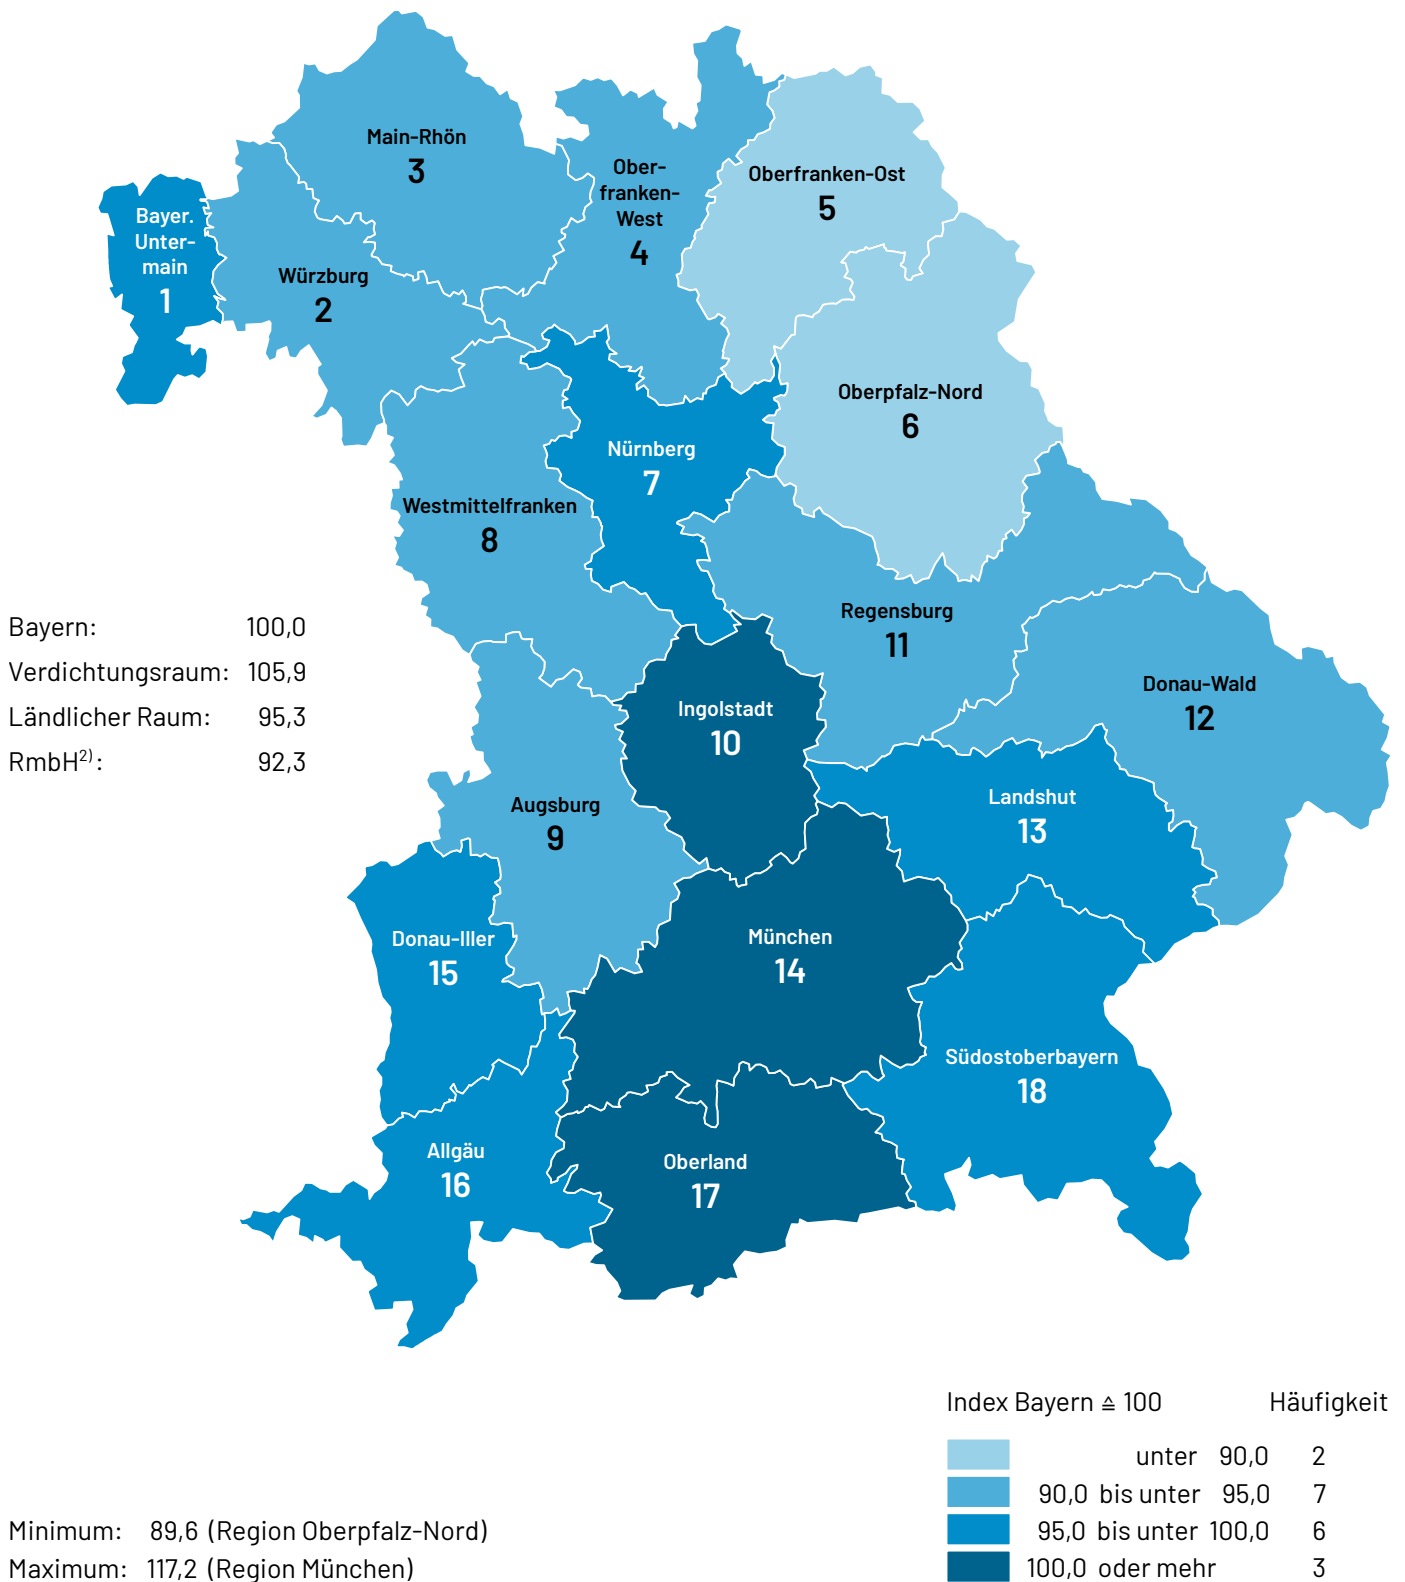 Main-Rhön
3
Ober-
franken-
West
4
Oberfranken-Ost
5
Bayer.
Unter-
main
1
Würzburg
2
Oberpfalz-Nord
6
Nürnberg
7
Westmittelfranken
8
Regensburg
11
Bayern: 100,0
Verdichtungsraum: 105,9
Ländlicher Raum: 95,3
RmbH2): 92,3
Donau-Wald
12
Ingolstadt
10
Landshut
13
Augsburg
9
Donau-Iller
15
München
14
Südostoberbayern
18
Allgäu
16
Oberland
17
Index Bayern ≙ 100 Häufigkeit
unter 90,0 2
90,0 bis unter 95,0 7
95,0 bis unter 100,0 6
100,0 oder mehr 3
Minimum: 89,6 (Region Oberpfalz-Nord)
Maximum: 117,2 (Region München)